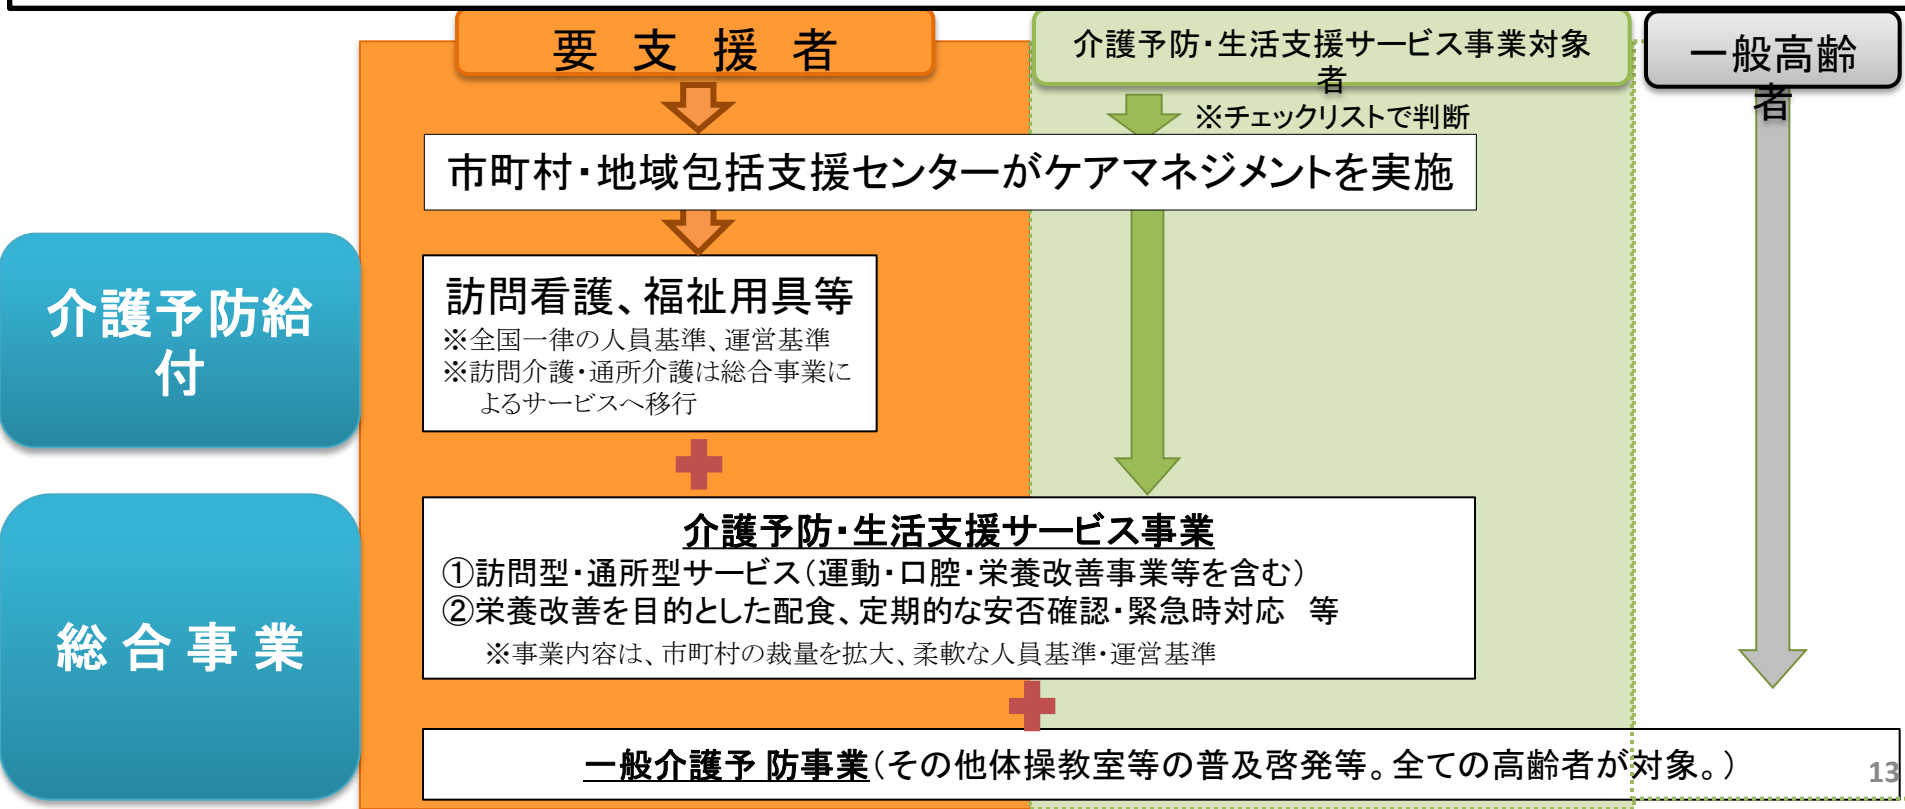 要 支 援 者
介護予防・生活支援サービス事業対象
者
一般高齢
者
※チェックリストで判断
市町村・地域包括支援センターがケアマネジメントを実施
介護予防給
付
訪問看護、福祉用具等
※全国一律の人員基準、運営基準
※訪問介護・通所介護は総合事業に
よるサービスへ移行
総 合 事 業
介護予防・生活支援サービス事業
①訪問型・通所型サービス(運動・口腔・栄養改善事業等を含む)
②栄養改善を目的とした配食、定期的な安否確認・緊急時対応 等
※事業内容は、市町村の裁量を拡大、柔軟な人員基準・運営基準
一般介護予 防事業(その他体操教室等の普及啓発等。全ての高齢者が対象。)
13